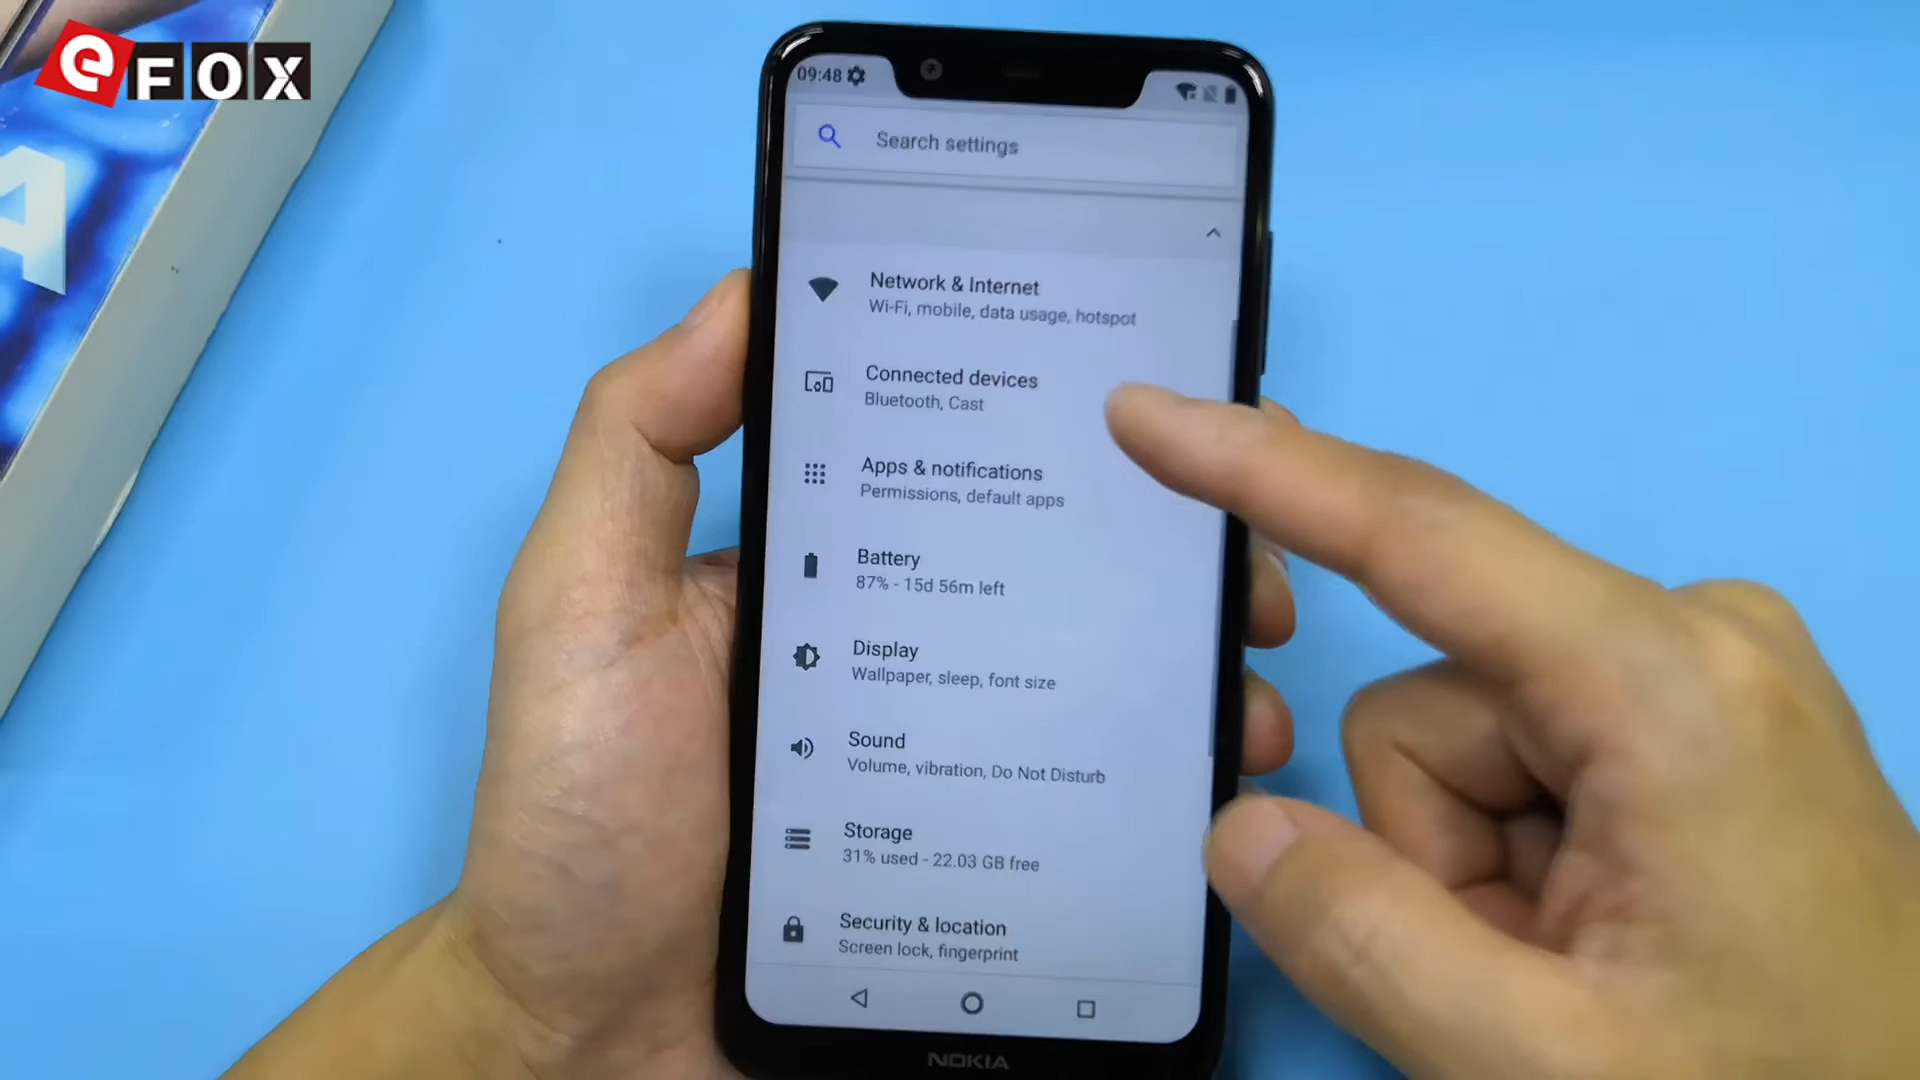 eFOX
A
09:48
Search settings
Network & Internet
Wi-Fi, mobile, data usage, hotspot
Connected devices
Bluetooth, Cast
Apps & notifications
Permissions, default apps
Battery
87% - 15d 56m left
Display
Wallpaper, sleep, font size
Sound
Volume, vibration, Do Not Disturb
Storage
31% used - 22.03 GB free
Security & location
Screen lock, fingerprint
NOKIA